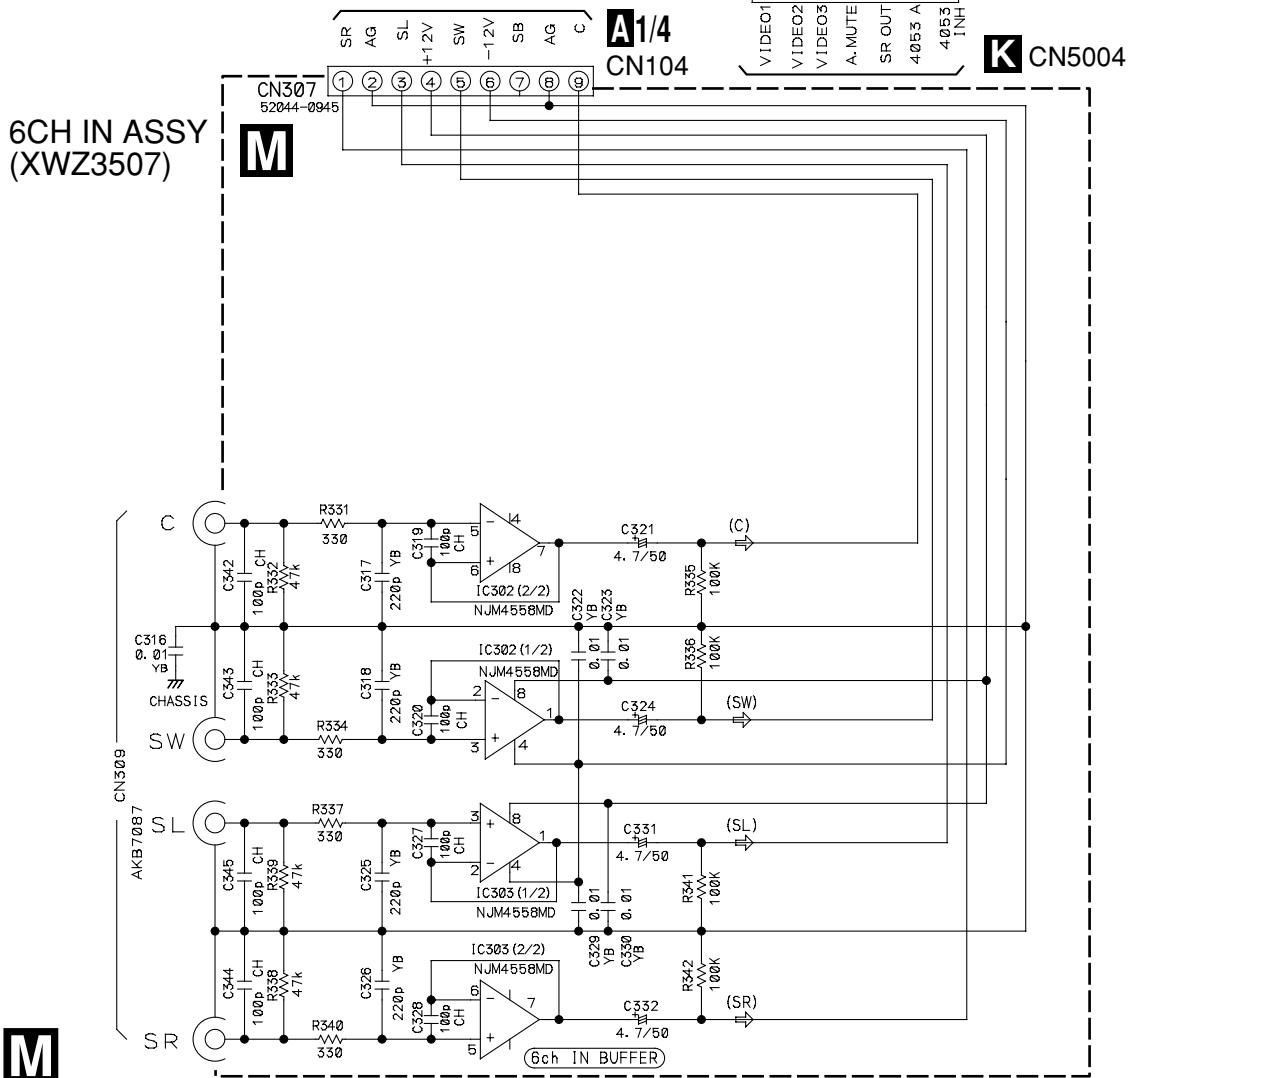 SR AG SL +12V SW -12V SB AG C
A 1/4
CN104
VIDEO1 VIDEO2 VIDEO3 A.MUTE SR OUT 4053 A 4053 INH
K CN5004
CN307
52044-0945
1 2 3 4 5 6 7 8 9
6CH IN ASSY
(XWZ3507)
M
C
R331
330
C342
100p CH
R332
47k
C317
220p YB
C319
100p
CH
5 - 4
6 + 8
7
IC302 (2/2)
NJM4558MD
C321
+
4.7/50
(C)
R335
100K
C322
YB
0.01
C323
YB
0.01
C316
0.01
YB
CHASSIS
C343
100p CH
R333
47k
C318
220p YB
IC302 (1/2)
NJM4558MD
C320
100p
CH
2 - 8
3 + 4
1
R336
100K
C324
+
4.7/50
(SW)
SW
R334
330
CN309
AKB7087
SL
R337
330
C345
100p CH
R339
47k
C325
220p YB
C327
100p
CH
3 + 8
2 - 4
1
IC303 (1/2)
NJM4558MD
C331
+
4.7/50
(SL)
R341
100K
0.01
0.01
C329
YB
C330
YB
C344
100p CH
R338
47k
C326
220p YB
IC303 (2/2)
NJM4558MD
C328
100p
CH
6 -
5 +
7
R342
100K
C332
+
4.7/50
(SR)
SR
R340
330
6ch IN BUFFER
M